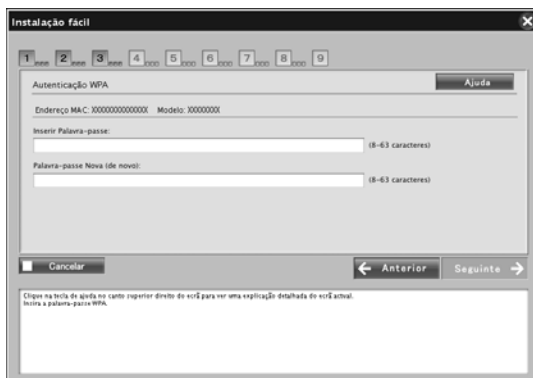 Instalação fácil
1 2 3 4 5 6 7 8 9
Autenticação WPA Ajuda
Endereço MAC: XXXXXXXXXXXXXX Modelo: XXXXXXXX
Inserir Palavra-passe:
(8-63 caracteres)
Palavra-passe Nova (de novo):
(8-63 caracteres)
Cancelar Anterior Seguinte
Clique na tecla de ajuda no canto superior direito do ecrã para ver uma explicação detalhada do ecrã actual.
Insira a palavra-passe WPA.